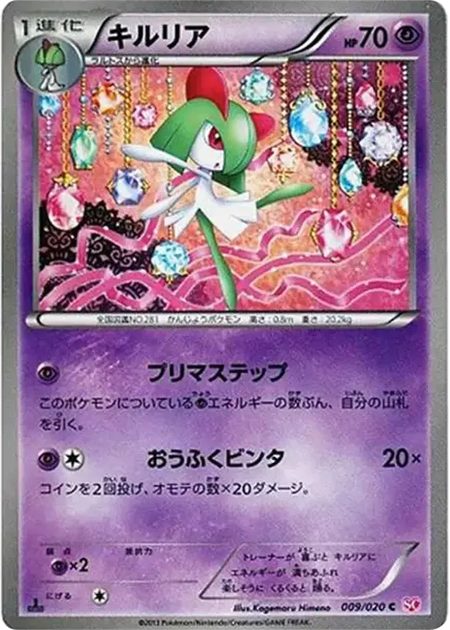 1進化
キルリア
HP70
ラルトスから進化
全国図鑑NO.281 かんじょうポケモン 高さ:0.8m 重さ:20.2kg
プリマステップ
このポケモンについているエネルギーの数ぶん、自分の山札
を引く。
おうふくビンタ 20×
コインを2回投げ、オモテの数×20ダメージ。
弱点 抵抗力
×2
トレーナーが 喜ぶと キルリアに
エネルギーが 満ちあふれ
楽しそうに くるくると 踊る。
にげる
Illus.Kagemaru Himeno 009/020 C SC
©2013 Pokémon/Nintendo/Creatures/GAME FREAK.